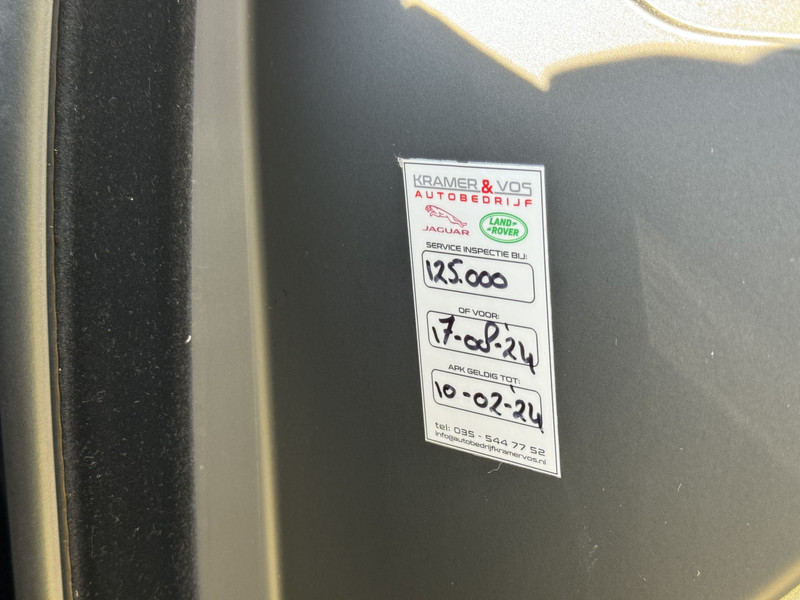 KRAMER & VOS
AUTOBEDRIJF
JAGUAR
LAND
ROVER
SERVICE INSPECTIE BIJ:
125.000
OF VOOR:
17-08-'24
APK GELDIG TOT:
10-02-'24
tel: 035 - 544 77 52
info@autobedrijfkramervos.nl